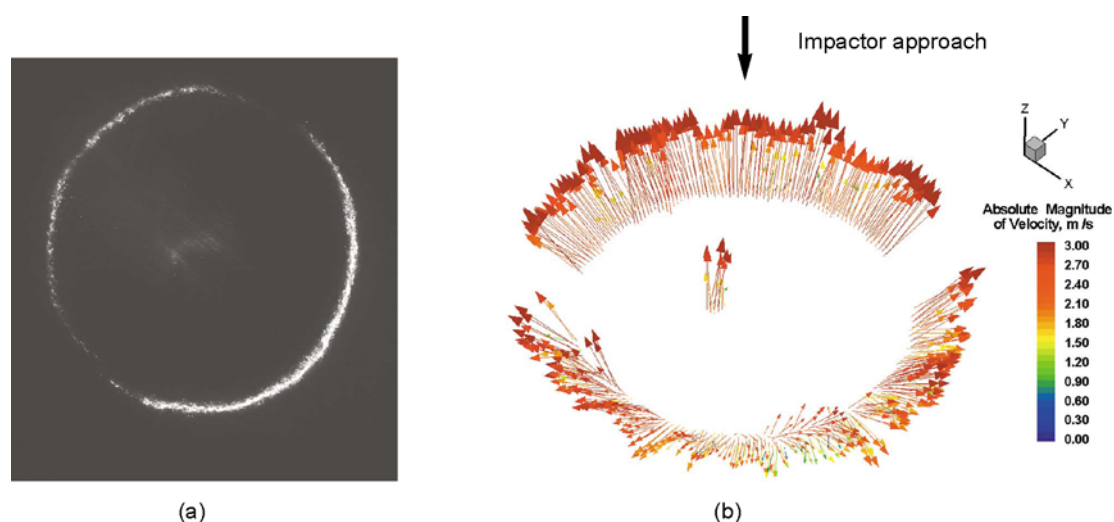 Impactor approach
Z
Y
X
Absolute Magnitude
of Velocity, m/s
3.00
2.70
2.40
2.10
1.80
1.50
1.20
0.90
0.60
0.30
0.00
(a)
(b)